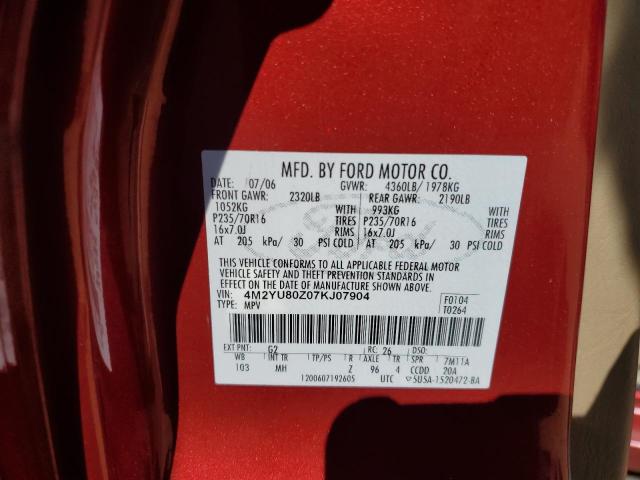 MFD. BY FORD MOTOR CO.
DATE: 07/06 GVWR: 4360LB/1978KG
FRONT GAWR: 2320LB REAR GAWR: 2190LB
1052KG WITH 993KG WITH
P235/70R16 TIRES P235/70R16 TIRES
16x7.0J RIMS 16x7.0J RIMS
AT 205 kPa/ 30 PSI COLD AT 205 kPa/ 30 PSI COLD
THIS VEHICLE CONFORMS TO ALL APPLICABLE FEDERAL MOTOR
VEHICLE SAFETY AND THEFT PREVENTION STANDARDS IN
EFFECT ON THE DATE OF MANUFACTURE SHOWN ABOVE.
VIN: 4M2YU80Z07KJ07904 F0104
TYPE: MPV T0264
EXT PNT: G2 RC: 26 DSO:
WB INT TR TP/PS R AXLE TR SPR 7M11A
103 MH Z 96 4 CCDD 20A
1200607192605 UTC 5U5A-1520472-BA
Ford